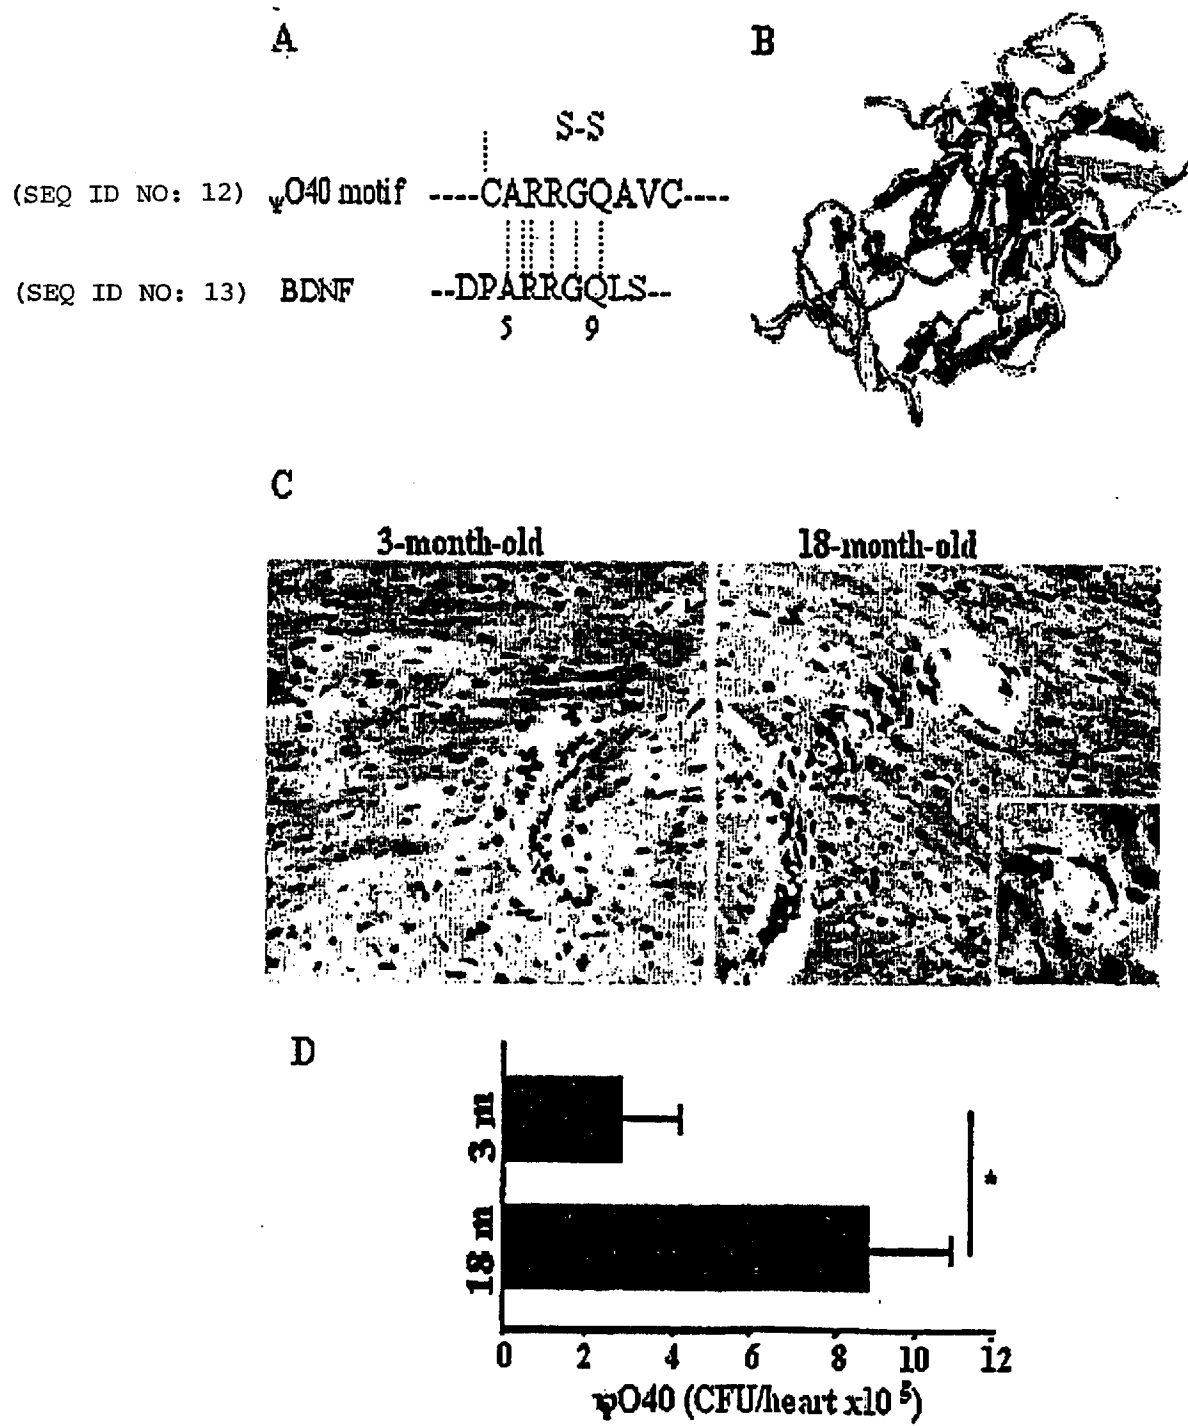 A
B
S-S
(SEQ ID NO: 12) ψO40 motif ----CARRGQAVC----
(SEQ ID NO: 13) BDNF --DPARRGQLS--
5 9
C
3-month-old
18-month-old
D
3 m
18 m
*
0 2 4 6 8 10 12
ψO40 (CFU/heart x10 5)